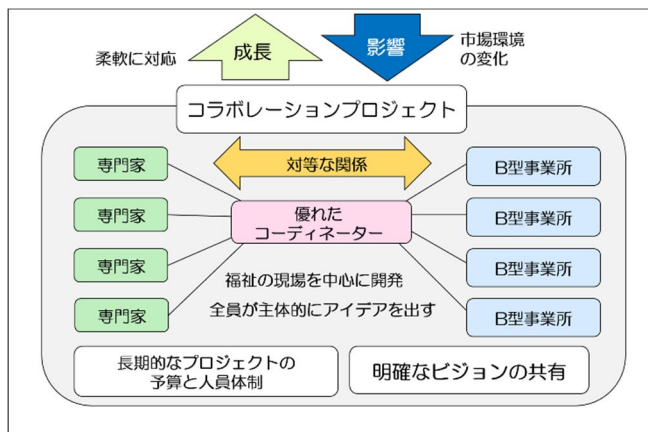 柔軟に対応
成長
影響
市場環境
の変化
コラボレーションプロジェクト
対等な関係
専門家
専門家
専門家
専門家
優れた
コーディネーター
B型事業所
B型事業所
B型事業所
B型事業所
福祉の現場を中心に開発
全員が主体的にアイデアを出す
長期的なプロジェクトの
予算と人員体制
明確なビジョンの共有